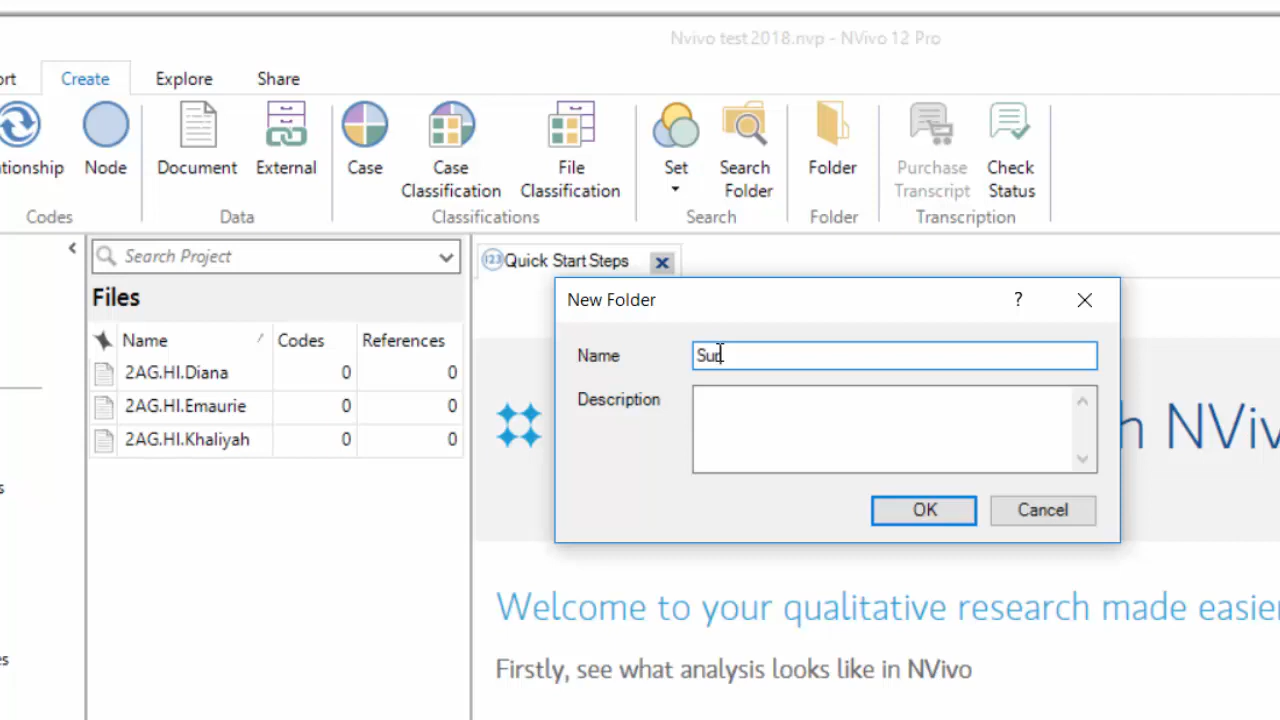 Nvivo test 2018.nvp - NVivo 12 Pro
ort Create Explore Share
ationship Node Document External Case Case Classification File Classification Set Search Folder Folder Purchase Transcript Check Status
Codes Data Classifications Search Folder Transcription
Search Project
Quick Start Steps
Files
New Folder ?
Name Codes References
Name
2AG.HI.Diana 0 0
Description
2AG.HI.Emaurie 0 0
2AG.HI.Khaliyah 0 0
h NViv
s
OK Cancel
Welcome to your qualitative research made easier
es
Firstly, see what analysis looks like in NVivo